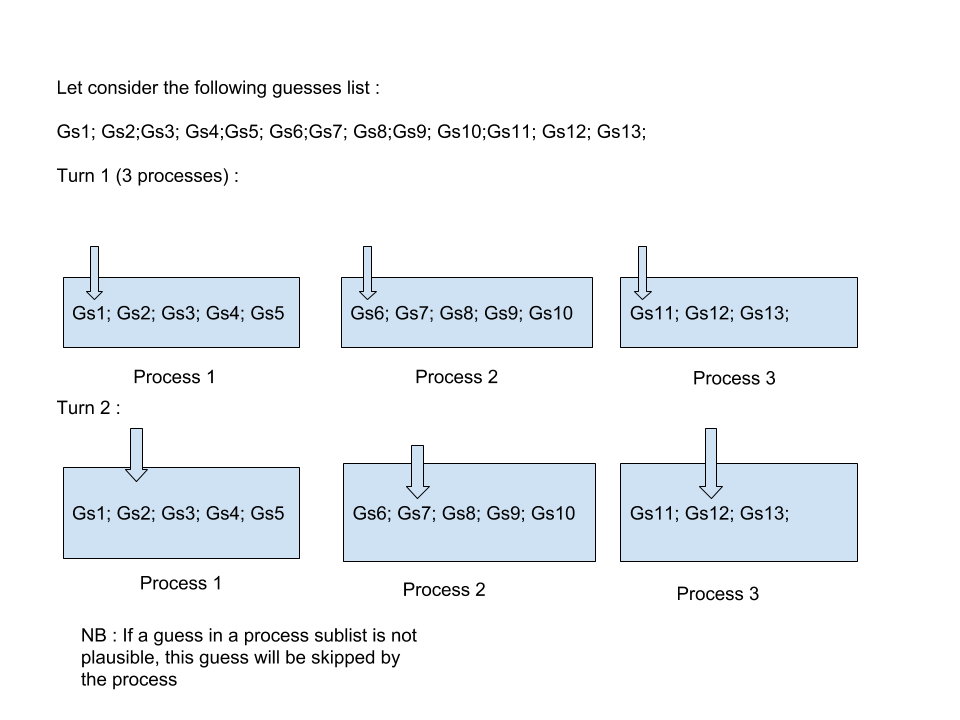 Let consider the following guesses list :
Gs1; Gs2;Gs3; Gs4;Gs5; Gs6;Gs7; Gs8;Gs9; Gs10;Gs11; Gs12; Gs13;
Turn 1 (3 processes) :
Gs1; Gs2; Gs3; Gs4; Gs5
Gs6; Gs7; Gs8; Gs9; Gs10
Gs11; Gs12; Gs13;
Process 1
Process 2
Process 3
Turn 2 :
Gs1; Gs2; Gs3; Gs4; Gs5
Gs6; Gs7; Gs8; Gs9; Gs10
Gs11; Gs12; Gs13;
Process 1
Process 2
Process 3
NB : If a guess in a process sublist is not
plausible, this guess will be skipped by
the process